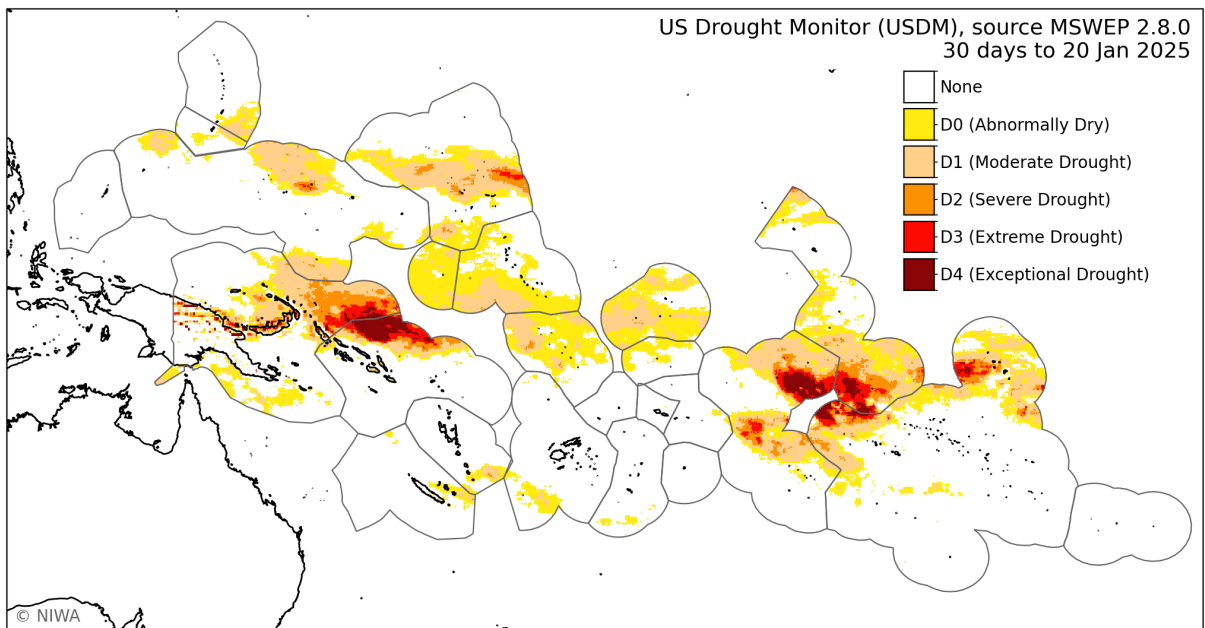 US Drought Monitor (USDM), source MSWEP 2.8.0
30 days to 20 Jan 2025
None
D0 (Abnormally Dry)
D1 (Moderate Drought)
D2 (Severe Drought)
D3 (Extreme Drought)
D4 (Exceptional Drought)
© NIWA